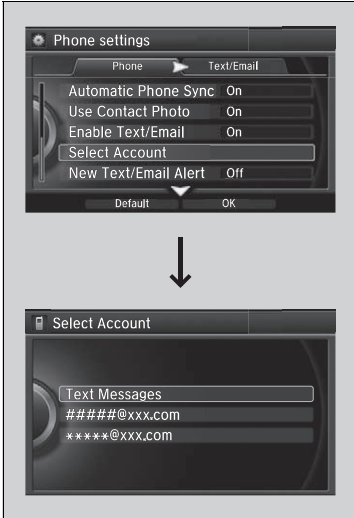 Phone settings
Phone Text/Email
Automatic Phone Sync On
Use Contact Photo On
Enable Text/Email On
Select Account
New Text/Email Alert Off
Default OK
Select Account
Text Messages
#####@xxx.com
*****@xxx.com